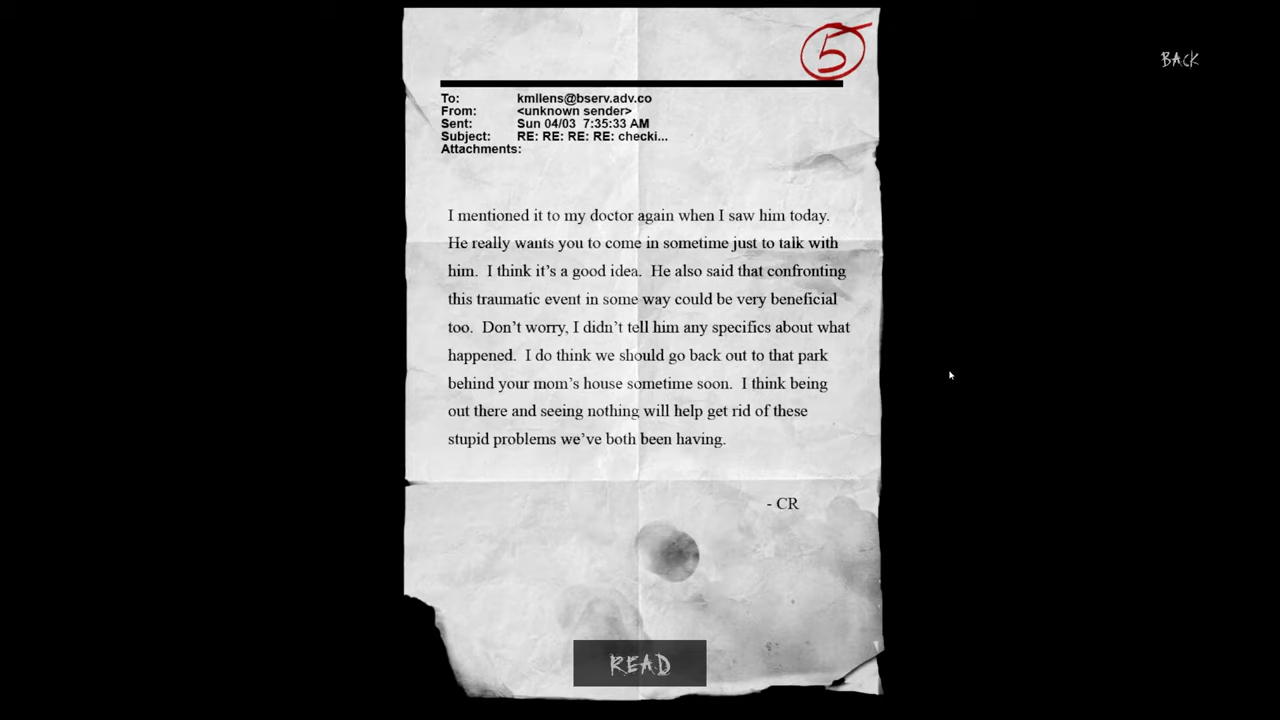 5
BACK
To: kmllens@bserv.adv.co
From: <unknown sender>
Sent: Sun 04/03 7:35:33 AM
Subject: RE: RE: RE: RE: checki...
Attachments:
I mentioned it to my doctor again when I saw him today.
He really wants you to come in sometime just to talk with
him.  I think it’s a good idea.  He also said that confronting
this traumatic event in some way could be very beneficial
too.  Don’t worry, I didn’t tell him any specifics about what
happened.  I do think we should go back out to that park
behind your mom’s house sometime soon.  I think being
out there and seeing nothing will help get rid of these
stupid problems we’ve both been having.
- CR
READ